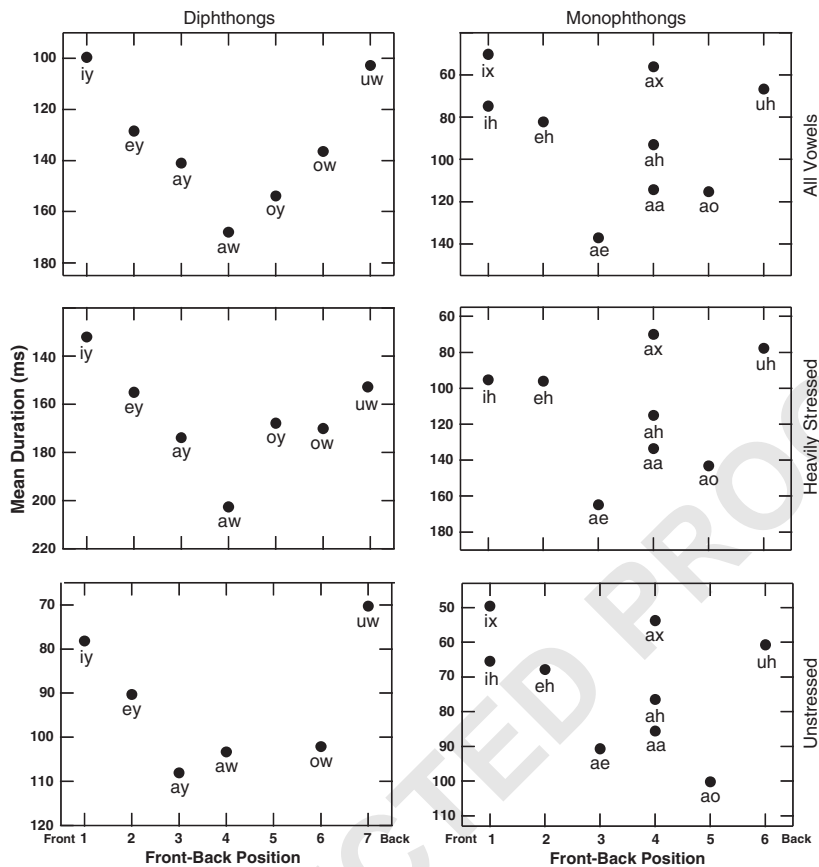 Diphthongs
Monophthongs
100
120
140
160
180
iy
ey
ay
aw
oy
ow
uw
60
80
100
120
140
ix
ih
eh
ae
ax
ah
aa
ao
uh
All Vowels
Mean Duration (ms)
140
160
180
200
220
iy
ey
ay
aw
oy
ow
uw
60
80
100
120
140
160
180
ih
eh
ae
ax
ah
aa
ao
uh
Heavily Stressed
70
80
90
100
110
120
iy
ey
ay
aw
ow
uw
50
60
70
80
90
100
110
ix
ih
eh
ae
ax
ah
aa
ao
uh
Unstressed
Front 1 2 3 4 5 6 7 Back
Front 1 2 3 4 5 6 Back
Front-Back Position
Front-Back Position